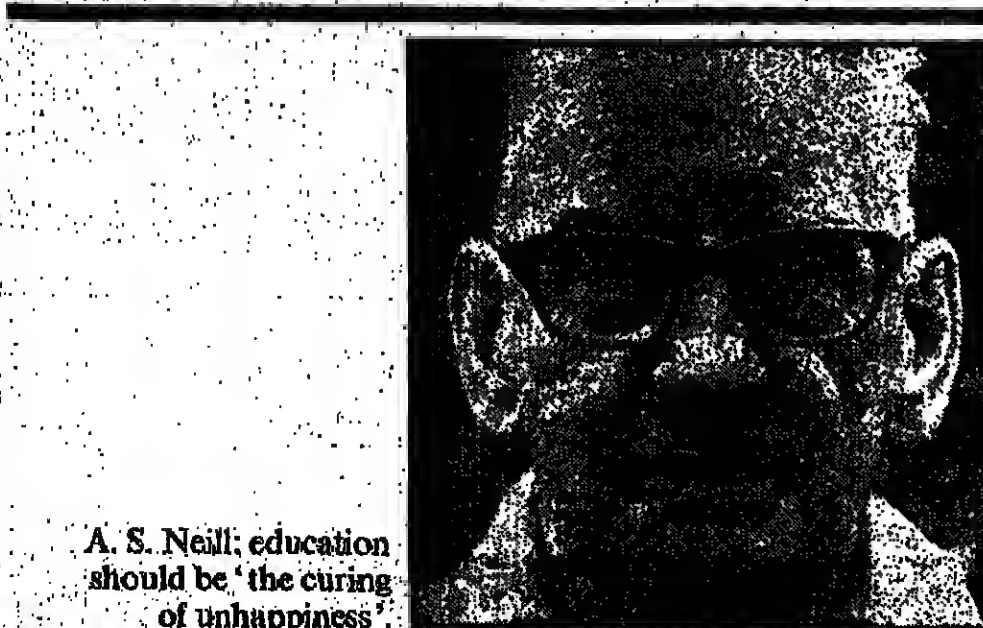 A. S. Neill; education
should be ‘the curing
of unhappiness’.